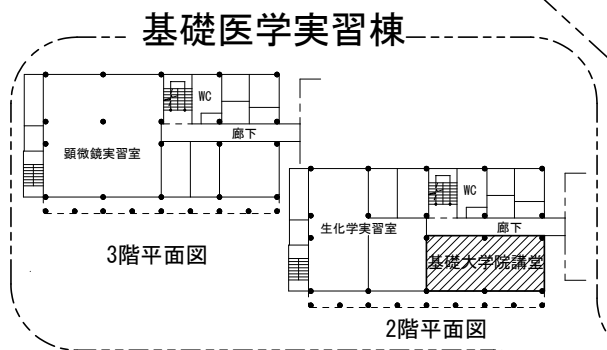 基礎医学実習棟
WC
廊下
顕微鏡実習室
3階平面図
WC
生化学実習室
廊下
基礎大学院講堂
2階平面図